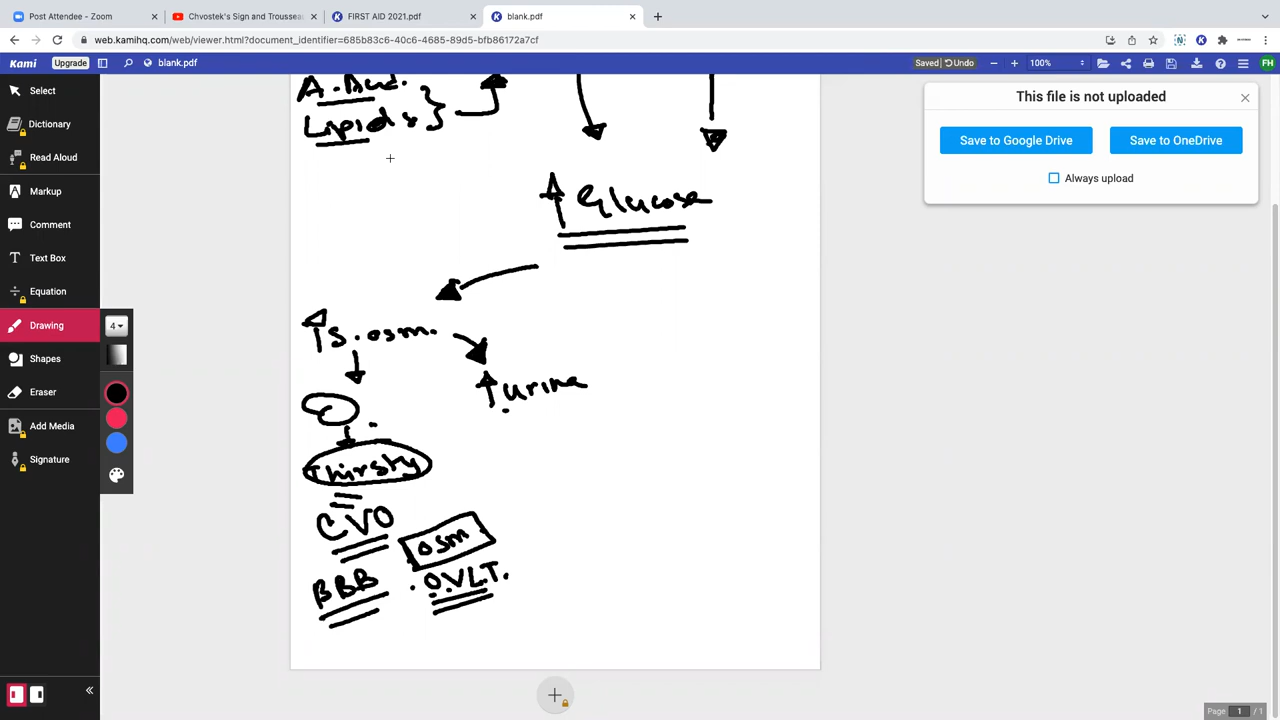 Post Attendee - Zoom
Chvostek's Sign and Trousseau
FIRST AID 2021.pdf
blank.pdf
web.kamihq.com/web/viewer.html?document_identifier=685b83c6-40c6-4685-89d5-bfb86172a7cf
Kami
Upgrade
blank.pdf
Saved
Undo
100%
FH
Select
Dictionary
Read Aloud
Markup
Comment
Text Box
Equation
Drawing
Shapes
Eraser
Add Media
Signature
4
This file is not uploaded
Save to Google Drive
Save to OneDrive
Always upload
Lipids
↑ Glucose
↑S.osm.
↑ urine
Thirsty
CVO
osm
BBB
.O.V.L.T.
Page 1 / 1